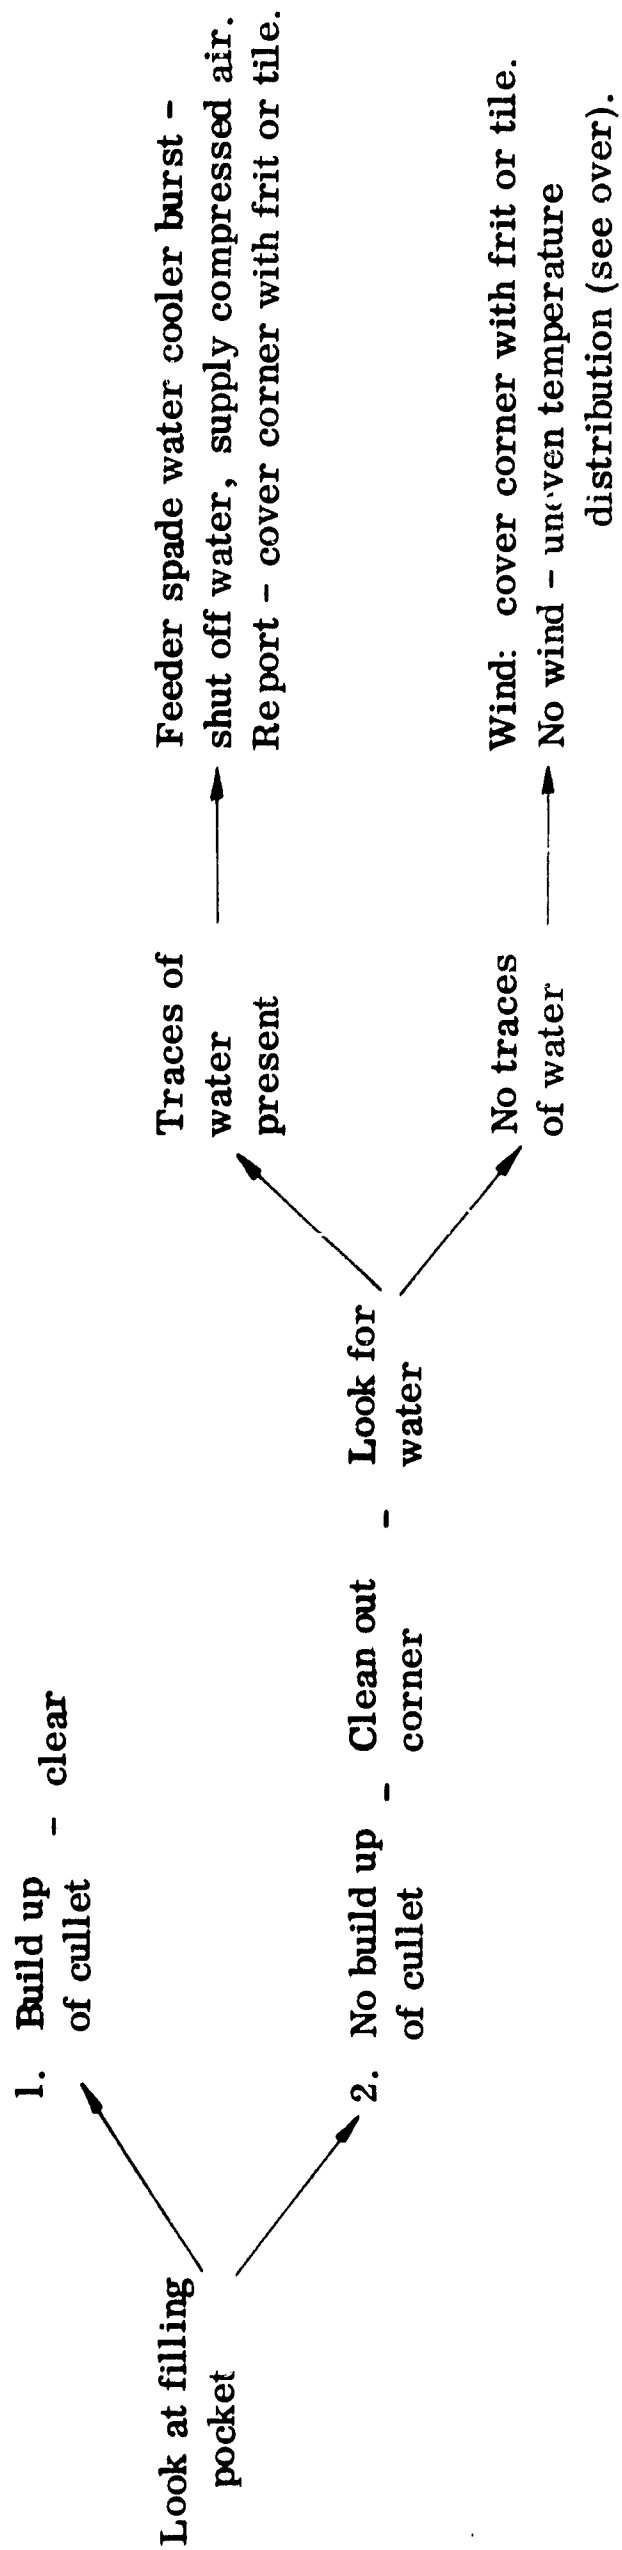 Look at filling
pocket
1. Build up
of cullet
– clear
2. No build up
of cullet
–
Clean out
corner
–
Look for
water
Traces of
water
present
Feeder spade water cooler burst –
shut off water, supply compressed air.
Report – cover corner with frit or tile.
No traces
of water
Wind: cover corner with frit or tile.
No wind – uneven temperature
distribution (see over).